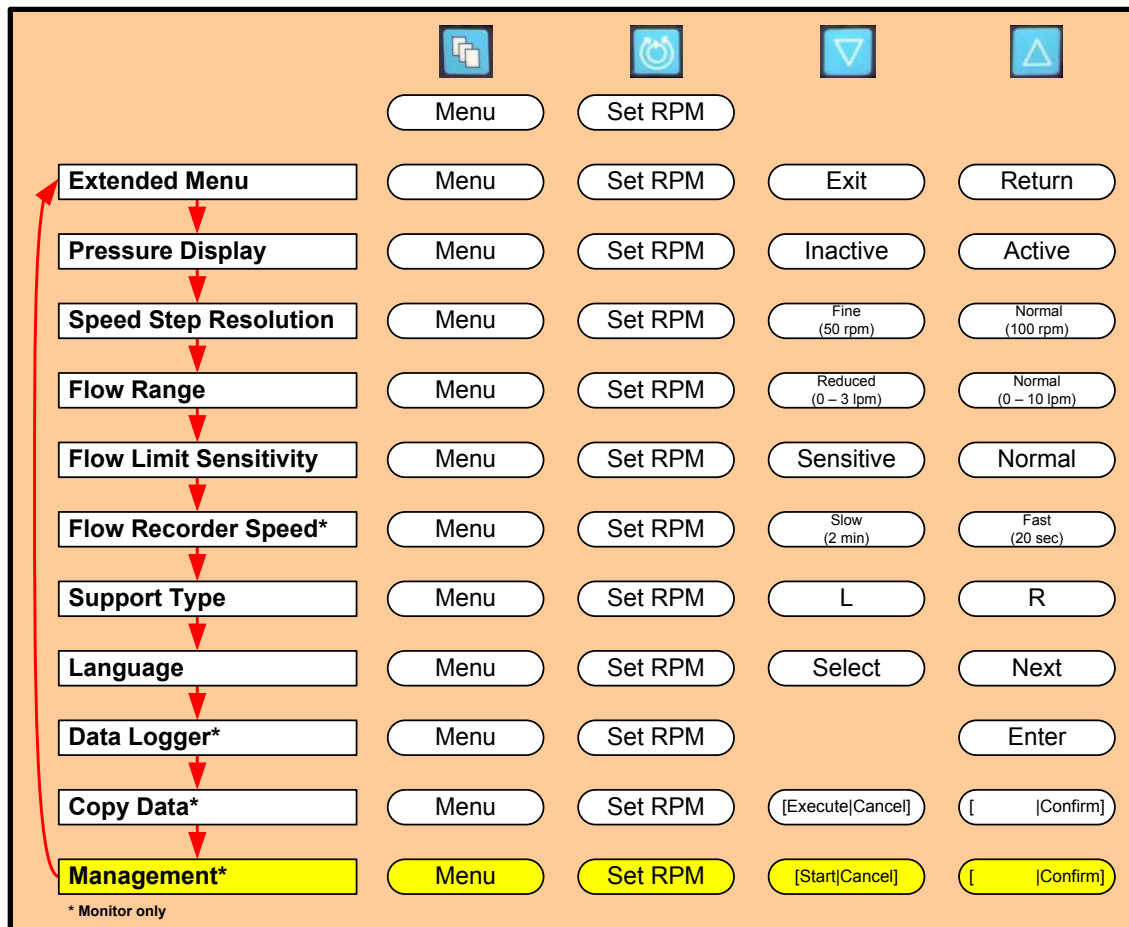 Menu Set RPM
Extended Menu Menu Set RPM Exit Return
Pressure Display Menu Set RPM Inactive Active
Speed Step Resolution Menu Set RPM Fine (50 rpm) Normal (100 rpm)
Flow Range Menu Set RPM Reduced (0 – 3 lpm) Normal (0 – 10 lpm)
Flow Limit Sensitivity Menu Set RPM Sensitive Normal
Flow Recorder Speed* Menu Set RPM Slow (2 min) Fast (20 sec)
Support Type Menu Set RPM L R
Language Menu Set RPM Select Next
Data Logger* Menu Set RPM Enter
Copy Data* Menu Set RPM [Execute|Cancel] [ |Confirm]
Management* Menu Set RPM [Start|Cancel] [ |Confirm]
* Monitor only